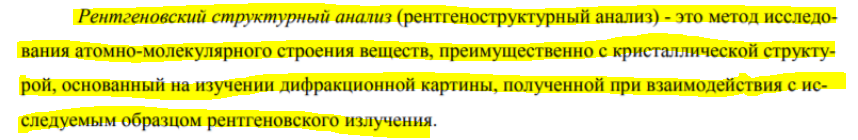 Рентгеновский структурный анализ (рентгеноструктурный анализ) - это метод исследо-
вания атомно-молекулярного строения веществ, преимущественно с кристаллической структу-
рой, основанный на изучении дифракционной картины, полученной при взаимодействия с ис-
следуемым образцом рентгеновского излучения.